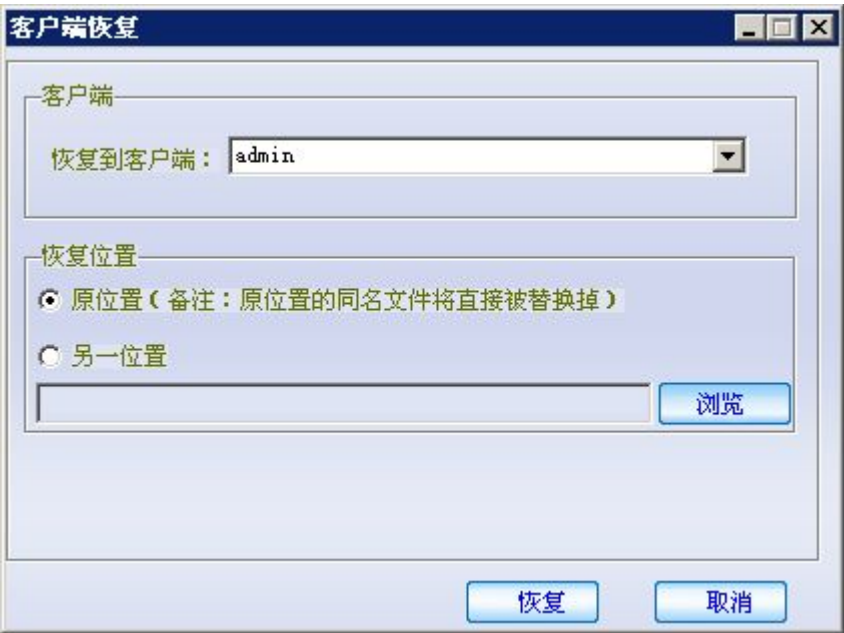 客户端恢复
客户端
恢复到客户端： admin
恢复位置
原位置（备注：原位置的同名文件将直接被替换掉）
另一位置
浏览
恢复 取消